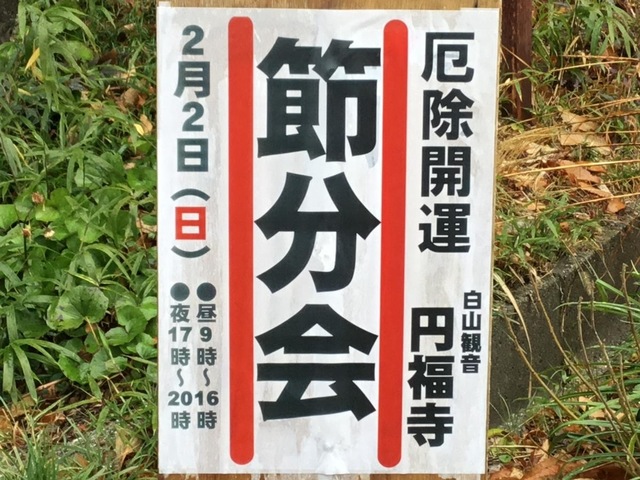 厄除開運
白山観音
円福寺
節分会
2月2日(日)
●昼9時～16時
●夜17時～20時